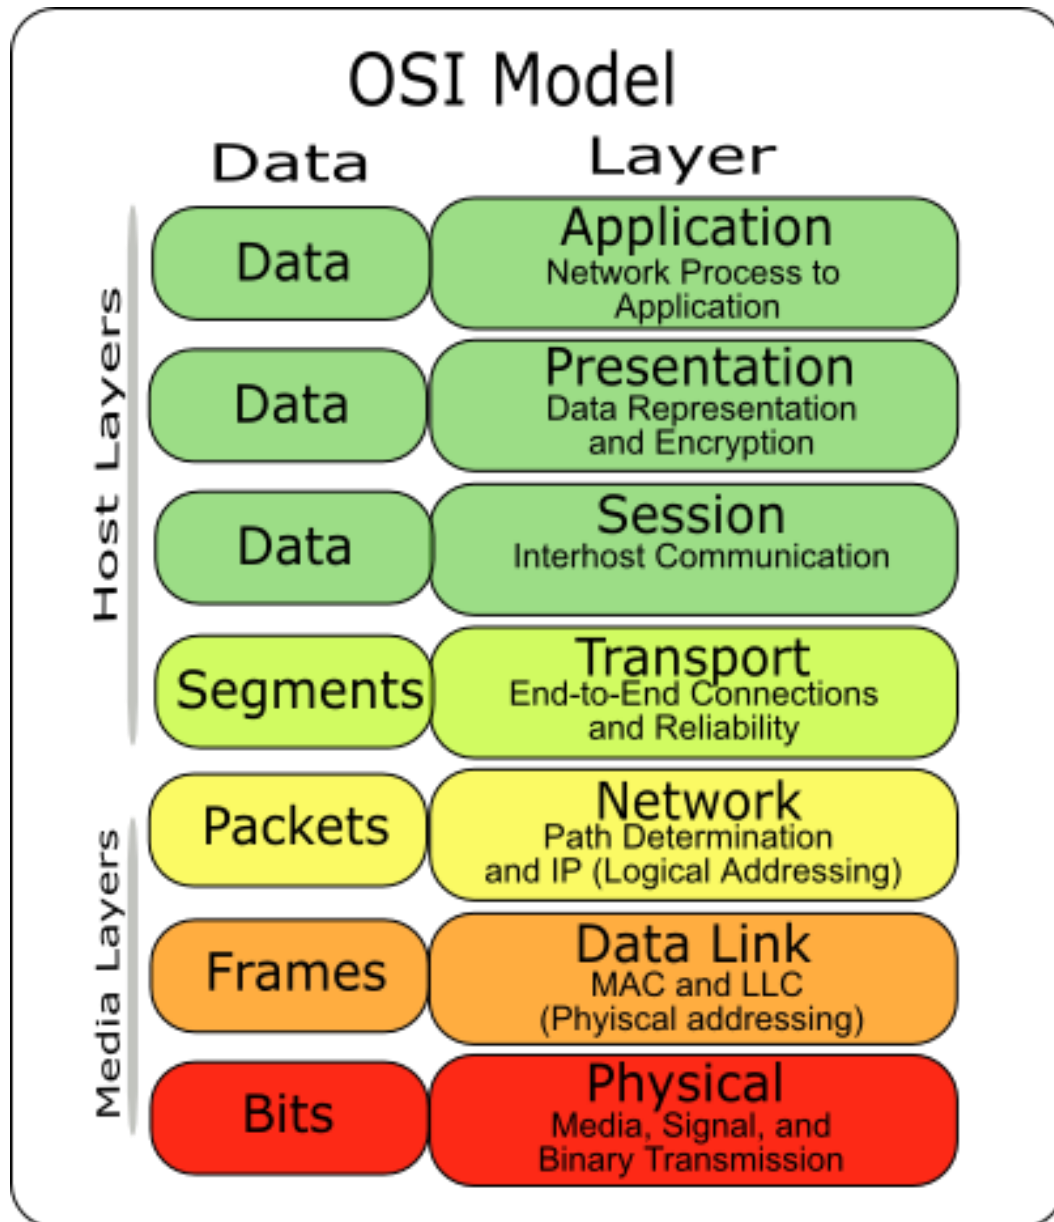 OSI Model
Data
Layer
Host Layers
Data
Application
Network Process to
Application
Data
Presentation
Data Representation
and Encryption
Data
Session
Interhost Communication
Segments
Transport
End-to-End Connections
and Reliability
Media Layers
Packets
Network
Path Determination
and IP (Logical Addressing)
Frames
Data Link
MAC and LLC
(Phyiscal addressing)
Bits
Physical
Media, Signal, and
Binary Transmission